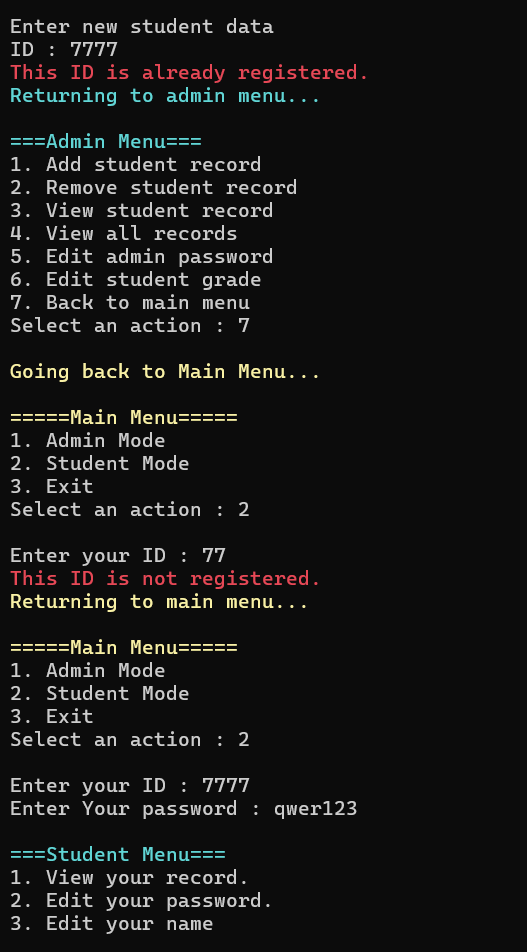 Enter new student data
ID : 7777
This ID is already registered.
Returning to admin menu...
===Admin Menu===
1. Add student record
2. Remove student record
3. View student record
4. View all records
5. Edit admin password
6. Edit student grade
7. Back to main menu
Select an action : 7
Going back to Main Menu...
=====Main Menu=====
1. Admin Mode
2. Student Mode
3. Exit
Select an action : 2
Enter your ID : 77
This ID is not registered.
Returning to main menu...
=====Main Menu=====
1. Admin Mode
2. Student Mode
3. Exit
Select an action : 2
Enter your ID : 7777
Enter Your password : qwer123
===Student Menu===
1. View your record.
2. Edit your password.
3. Edit your name